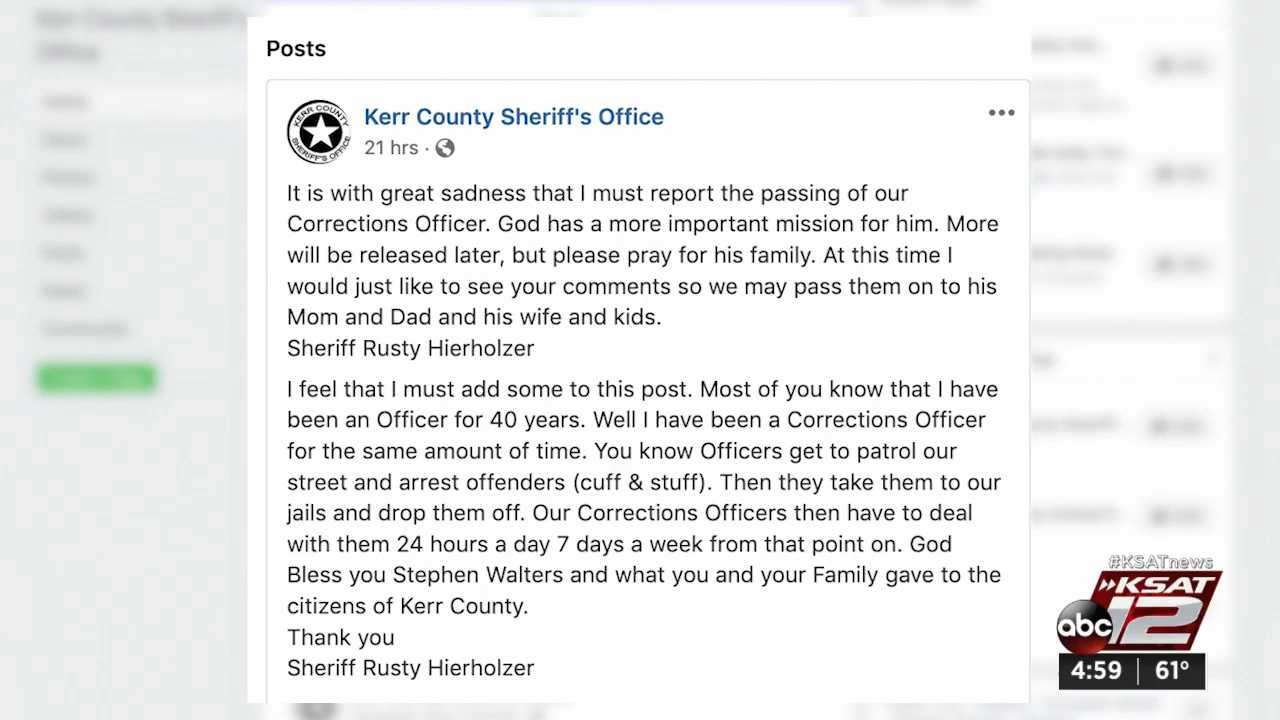 Posts
Kerr County Sheriff's Office
21 hrs ·
It is with great sadness that I must report the passing of our
Corrections Officer. God has a more important mission for him. More
will be released later, but please pray for his family. At this time I
would just like to see your comments so we may pass them on to his
Mom and Dad and his wife and kids.
Sheriff Rusty Hierholzer
I feel that I must add some to this post. Most of you know that I have
been an Officer for 40 years. Well I have been a Corrections Officer
for the same amount of time. You know Officers get to patrol our
street and arrest offenders (cuff & stuff). Then they take them to our
jails and drop them off. Our Corrections Officers then have to deal
with them 24 hours a day 7 days a week from that point on. God
Bless you Stephen Walters and what you and your Family gave to the
citizens of Kerr County.
Thank you
Sheriff Rusty Hierholzer
KERR COUNTY
SHERIFF'S OFFICE
#KSATnews
KSAT
abc 12
4:59 61°
Kerr County Sheriff's
Office